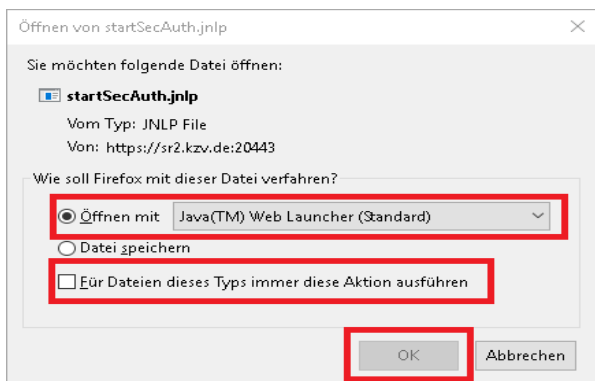 Öffnen von startSecAuth.jnlp
Sie möchten folgende Datei öffnen:
startSecAuth.jnlp
Vom Typ: JNLP File
Von: https://sr2.kzv.de:20443
Wie soll Firefox mit dieser Datei verfahren?
Öffnen mit Java(TM) Web Launcher (Standard)
Datei speichern
Für Dateien dieses Typs immer diese Aktion ausführen
OK Abbrechen